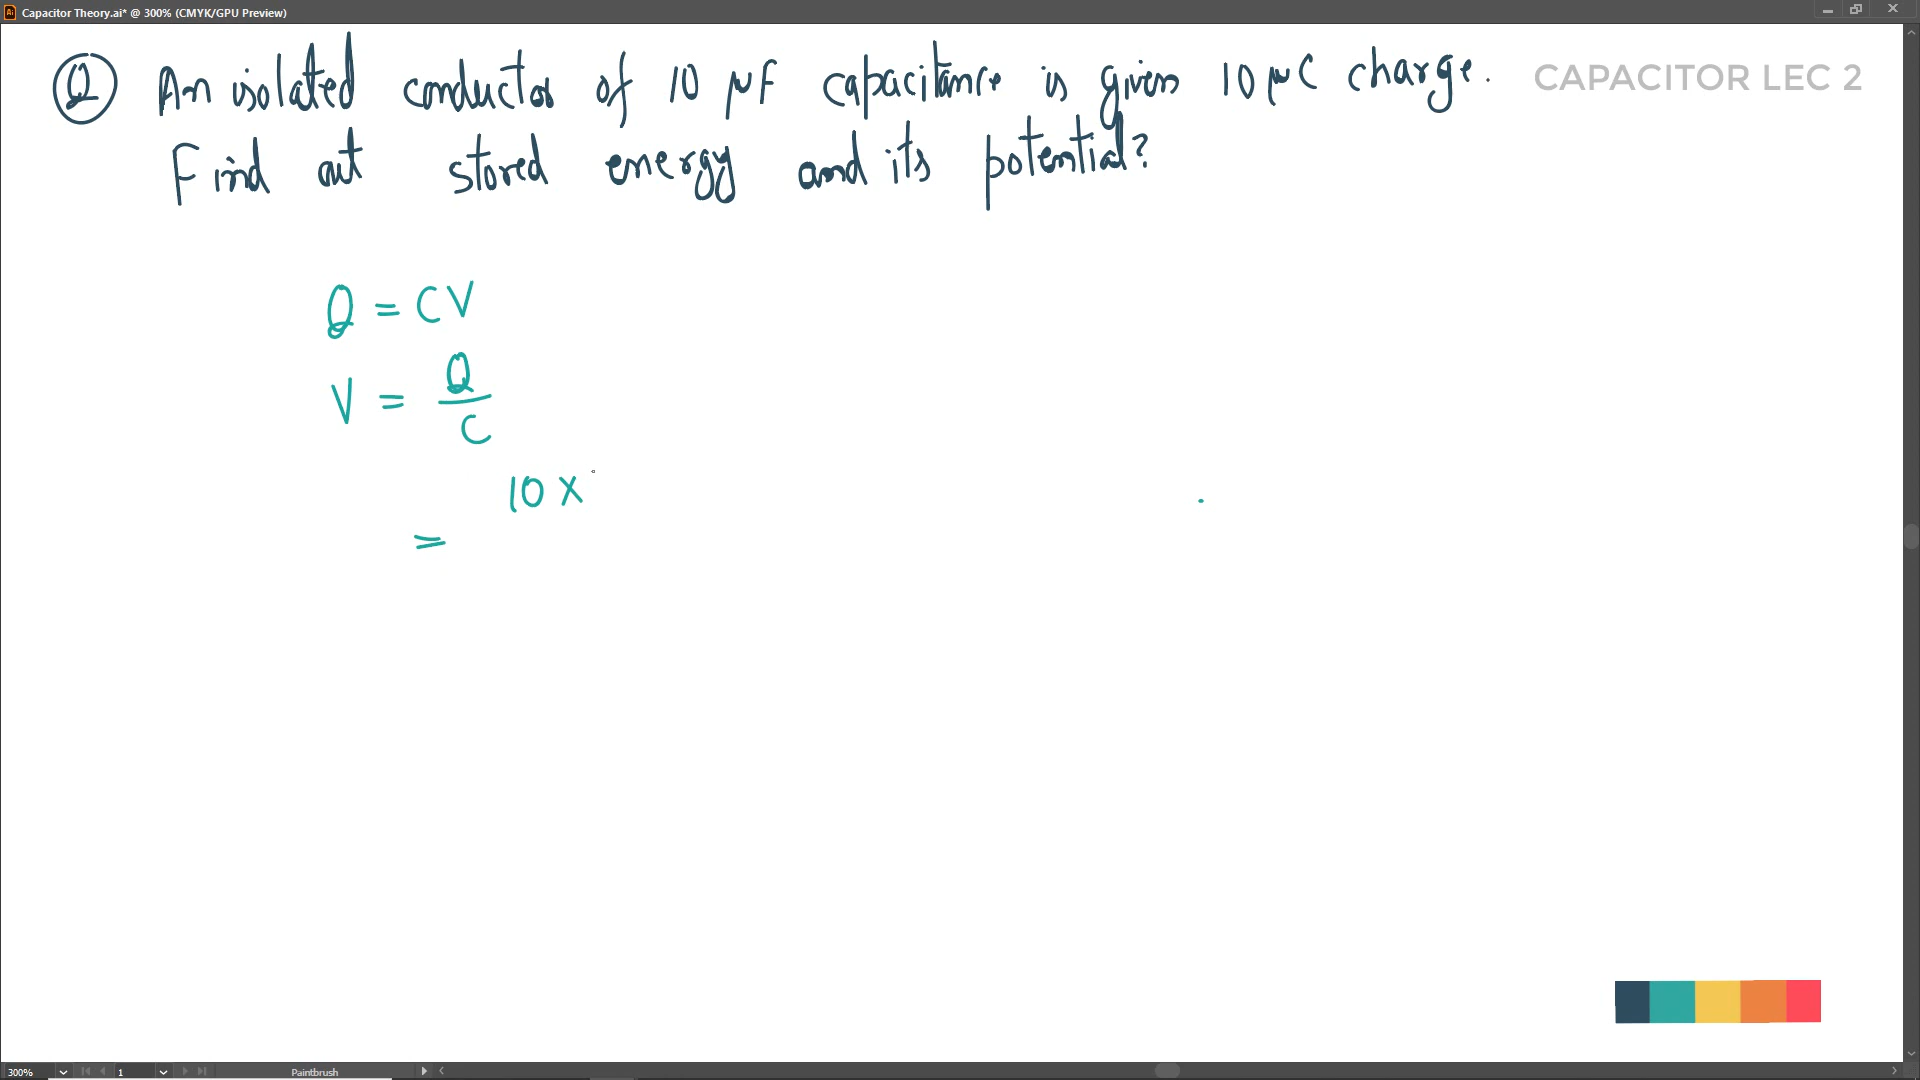 Capacitor Theory.ai* @ 300% (CMYK/GPU Preview)
Q An isolated conductor of 10 μF capacitance is given 10 μC charge.
CAPACITOR LEC 2
Find out stored energy and its potential?
Q = CV
V = Q/C
= 10 ×
300%
1
Paintbrush